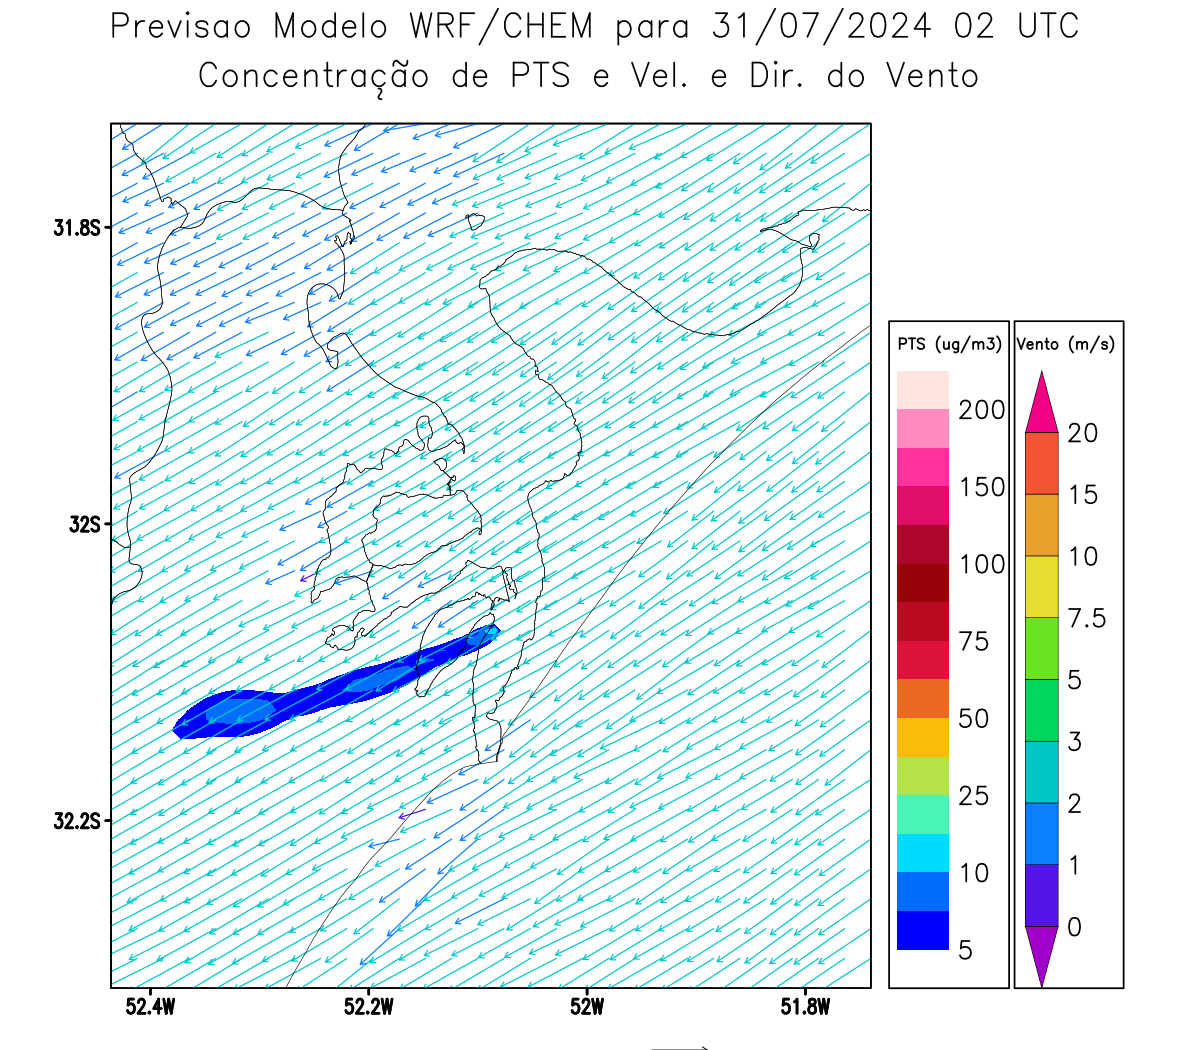 Previsao Modelo WRF/CHEM para 31/07/2024 02 UTC
Concentração de PTS e Vel. e Dir. do Vento
31.8S
32S
32.2S
52.4W 52.2W 52W 51.8W
PTS (ug/m3)
200
150
100
75
50
25
10
5
Vento (m/s)
20
15
10
7.5
5
3
2
1
0